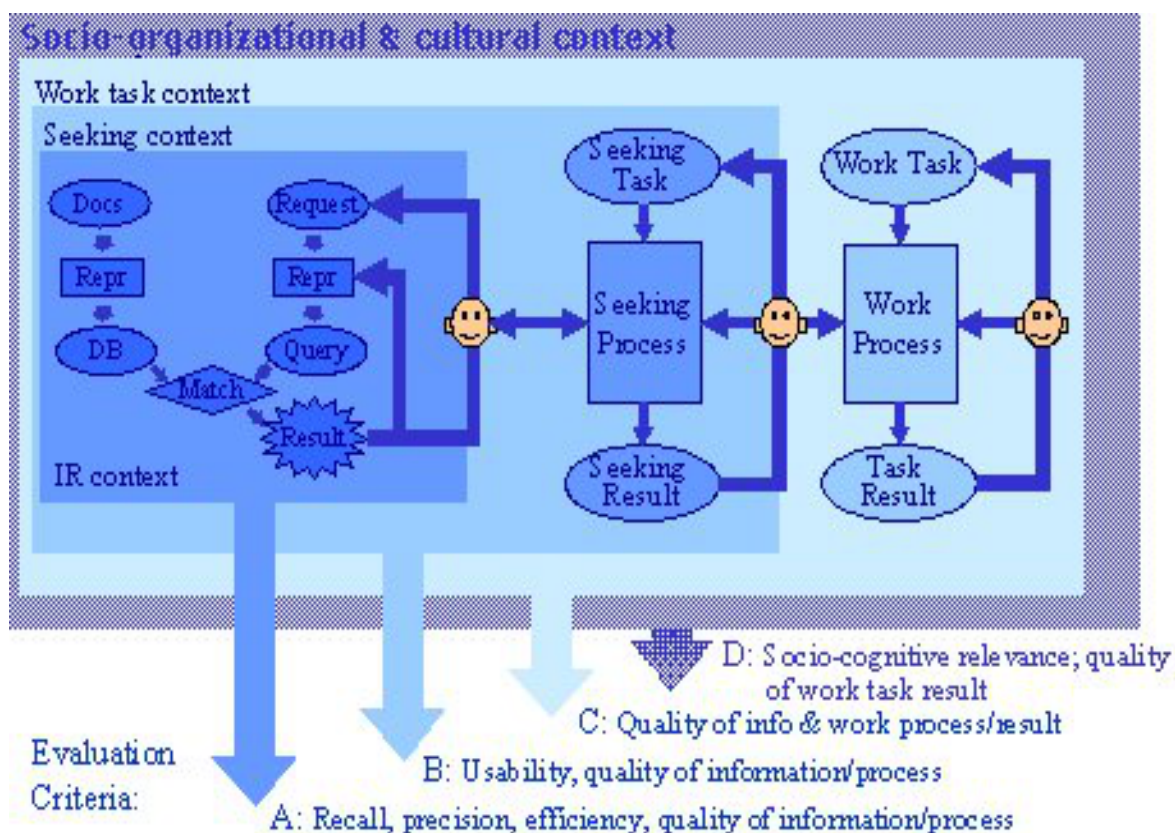 Socio-organizational & cultural context
Work task context
Seeking context
Docs
Request
Repr
Repr
DB
Query
Match
Result
IR context
Seeking
Task
Seeking
Process
Seeking
Result
Work Task
Work
Process
Task
Result
D: Socio-cognitive relevance; quality
of work task result
C: Quality of info & work process/result
B: Usability, quality of information/process
Evaluation
Criteria:
A: Recall, precision, efficiency, quality of information/process